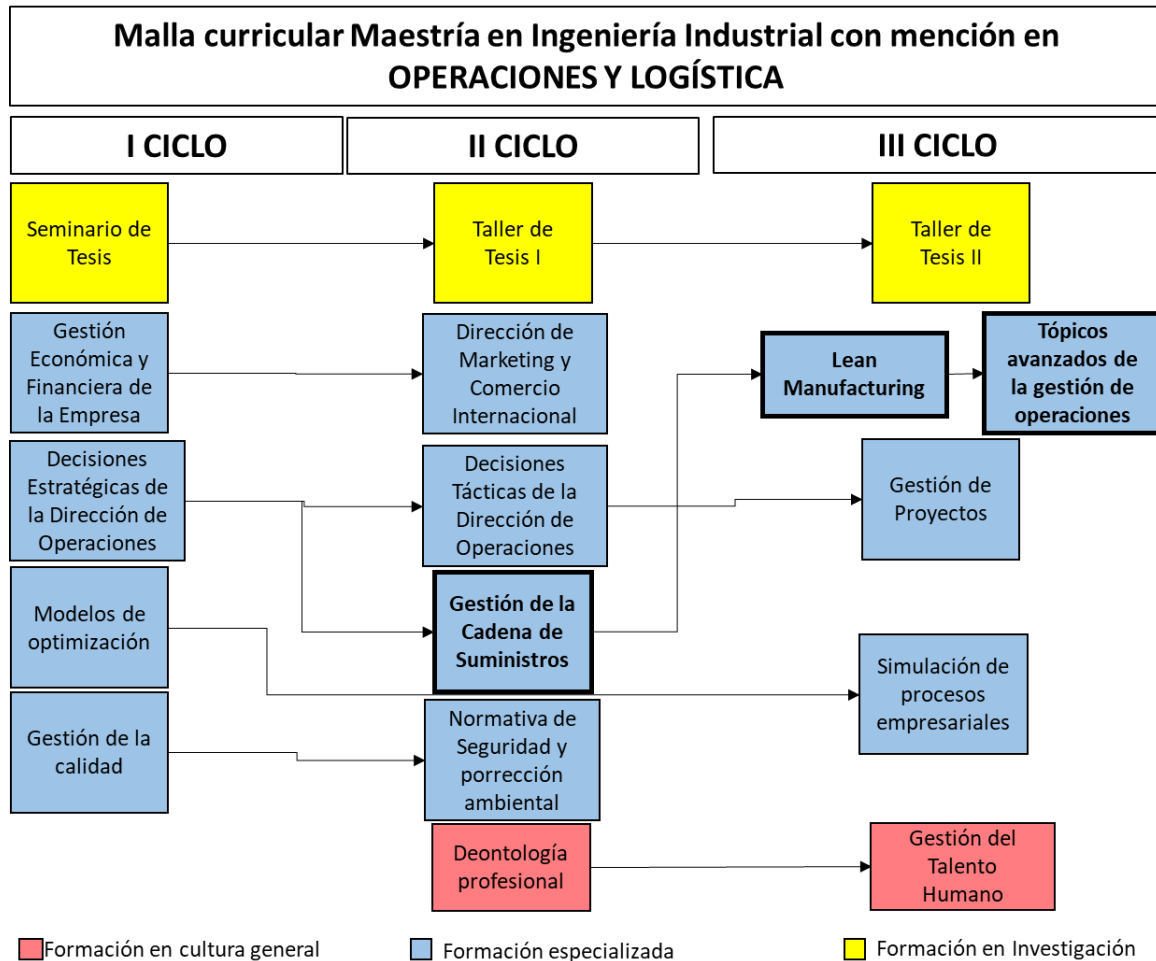 Malla curricular Maestría en Ingeniería Industrial con mención en
OPERACIONES Y LOGÍSTICA
I CICLO
II CICLO
III CICLO
Seminario de
Tesis
Taller de
Tesis I
Taller de
Tesis II
Gestión
Económica y
Financiera de
la Empresa
Dirección de
Marketing y
Comercio
Internacional
Lean
Manufacturing
Tópicos
avanzados de
la gestión de
operaciones
Decisiones
Estratégicas de
la Dirección de
Operaciones
Decisiones
Tácticas de la
Dirección de
Operaciones
Gestión de
Proyectos
Modelos de
optimización
Gestión de la
Cadena de
Suministros
Simulación de
procesos
empresariales
Gestión de la
calidad
Normativa de
Seguridad y
porrección
ambiental
Deontología
profesional
Gestión del
Talento
Humano
Formación en cultura general
Formación especializada
Formación en Investigación